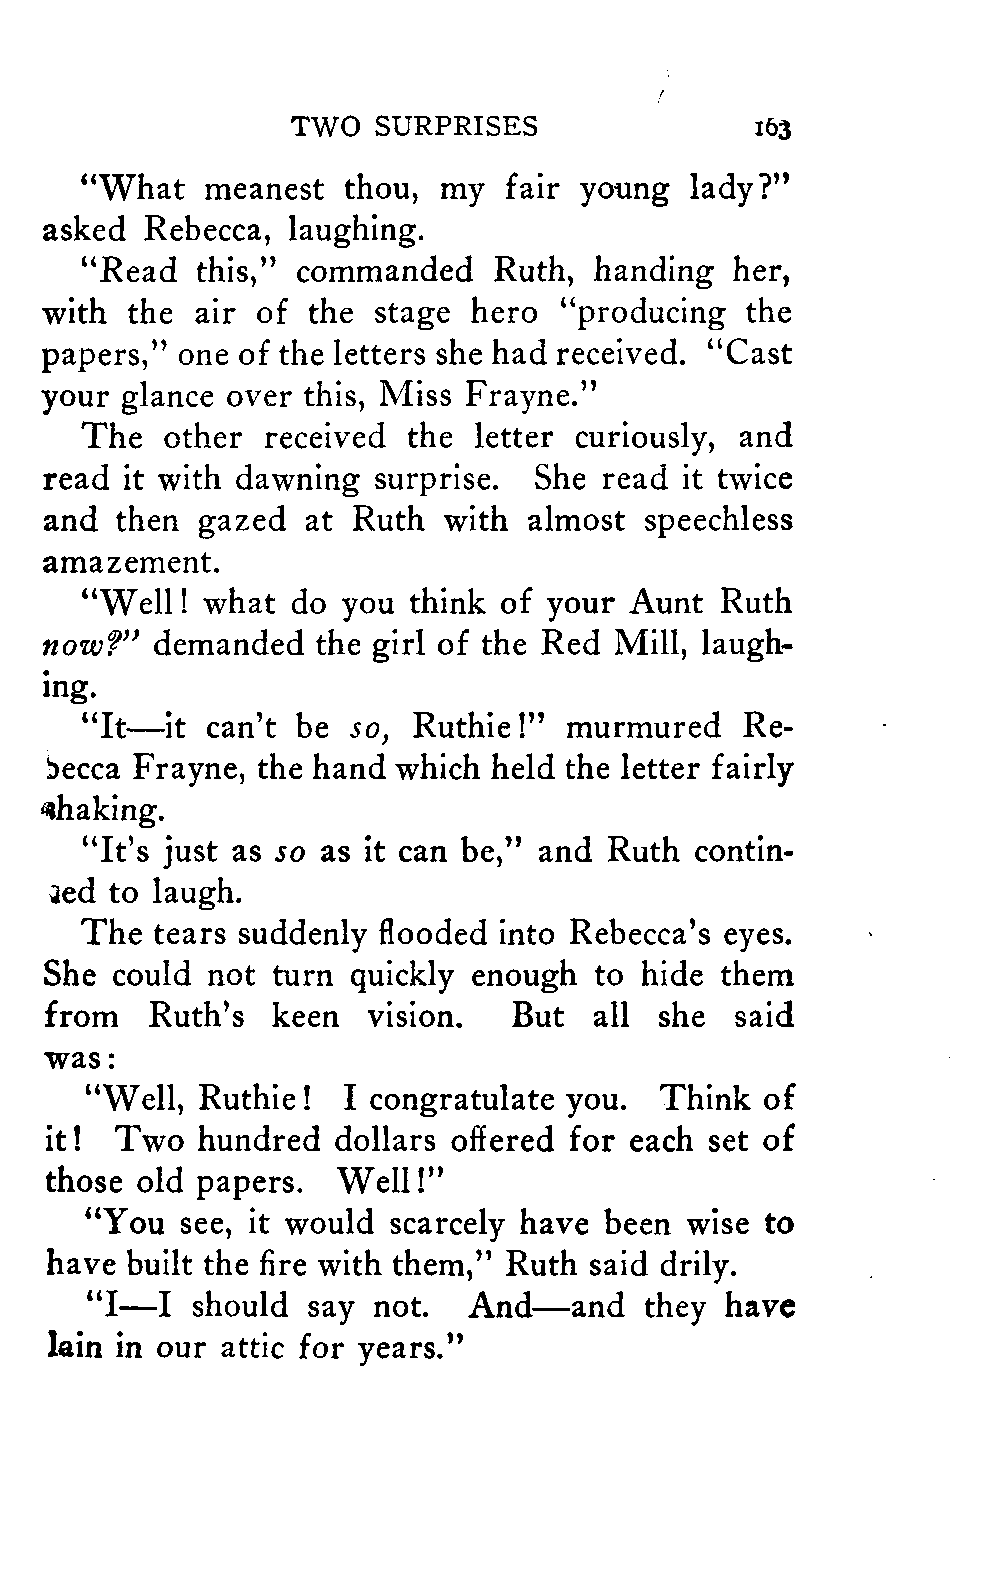 TWO SURPRISES 163
“What meanest thou, my fair young lady?”
asked Rebecca, laughing.
“Read this,” commanded Ruth, handing her,
with the air of the stage hero “producing the
papers,” one of the letters she had received. “Cast
your glance over this, Miss Frayne.”
The other received the letter curiously, and
read it with dawning surprise. She read it twice
and then gazed at Ruth with almost speechless
amazement.
“Well! what do you think of your Aunt Ruth
now?” demanded the girl of the Red Mill, laugh-
ing.
“It—it can't be so, Ruthie!” murmured Re-
becca Frayne, the hand which held the letter fairly
shaking.
“It's just as so as it can be,” and Ruth contin-
ued to laugh.
The tears suddenly flooded into Rebecca's eyes.
She could not turn quickly enough to hide them
from Ruth's keen vision. But all she said
was:
“Well, Ruthie! I congratulate you. Think of
it! Two hundred dollars offered for each set of
those old papers. Well!”
“You see, it would scarcely have been wise to
have built the fire with them,” Ruth said drily.
“I—I should say not. And—and they have
lain in our attic for years.”